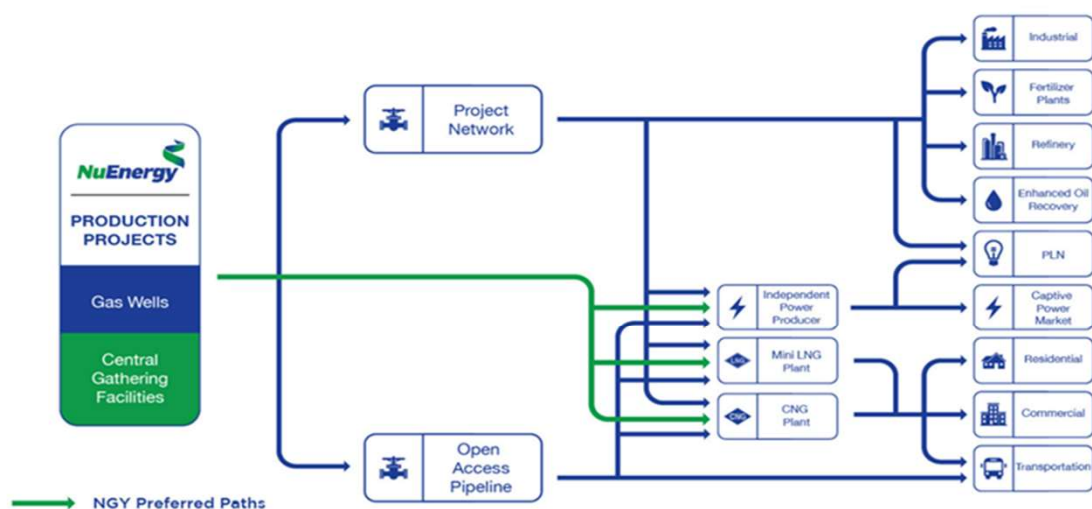 NuEnergy
PRODUCTION
PROJECTS
Gas Wells
Central
Gathering
Facilities
Project
Network
Open
Access
Pipeline
Independent
Power
Producer
LNG
Mini LNG
Plant
CNG
CNG
Plant
Industrial
Fertilizer
Plants
Refinery
Enhanced Oil
Recovery
PLN
Captive
Power
Market
Residential
Commercial
Transportation
NGY Preferred Paths